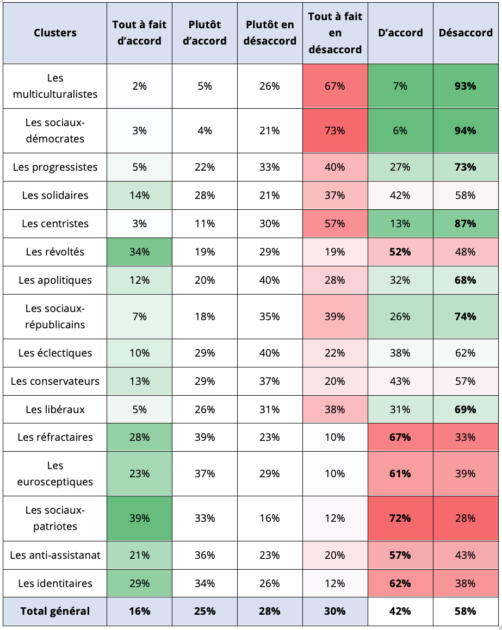 Clusters | Tout à fait d'accord | Plutôt d'accord | Plutôt en désaccord | Tout à fait en désaccord | D'accord | Désaccord
Les multiculturalistes | 2% | 5% | 26% | 67% | 7% | 93%
Les sociaux-démocrates | 3% | 4% | 21% | 73% | 6% | 94%
Les progressistes | 5% | 22% | 33% | 40% | 27% | 73%
Les solidaires | 14% | 28% | 21% | 37% | 42% | 58%
Les centristes | 3% | 11% | 30% | 57% | 13% | 87%
Les révoltés | 34% | 19% | 29% | 19% | 52% | 48%
Les apolitiques | 12% | 20% | 40% | 28% | 32% | 68%
Les sociaux-républicains | 7% | 18% | 35% | 39% | 26% | 74%
Les éclectiques | 10% | 29% | 40% | 22% | 38% | 62%
Les conservateurs | 13% | 29% | 37% | 20% | 43% | 57%
Les libéraux | 5% | 26% | 31% | 38% | 31% | 69%
Les réfractaires | 28% | 39% | 23% | 10% | 67% | 33%
Les eurosceptiques | 23% | 37% | 29% | 10% | 61% | 39%
Les sociaux-patriotes | 39% | 33% | 16% | 12% | 72% | 28%
Les anti-assistanat | 21% | 36% | 23% | 20% | 57% | 43%
Les identitaires | 29% | 34% | 26% | 12% | 62% | 38%
Total général | 16% | 25% | 28% | 30% | 42% | 58%